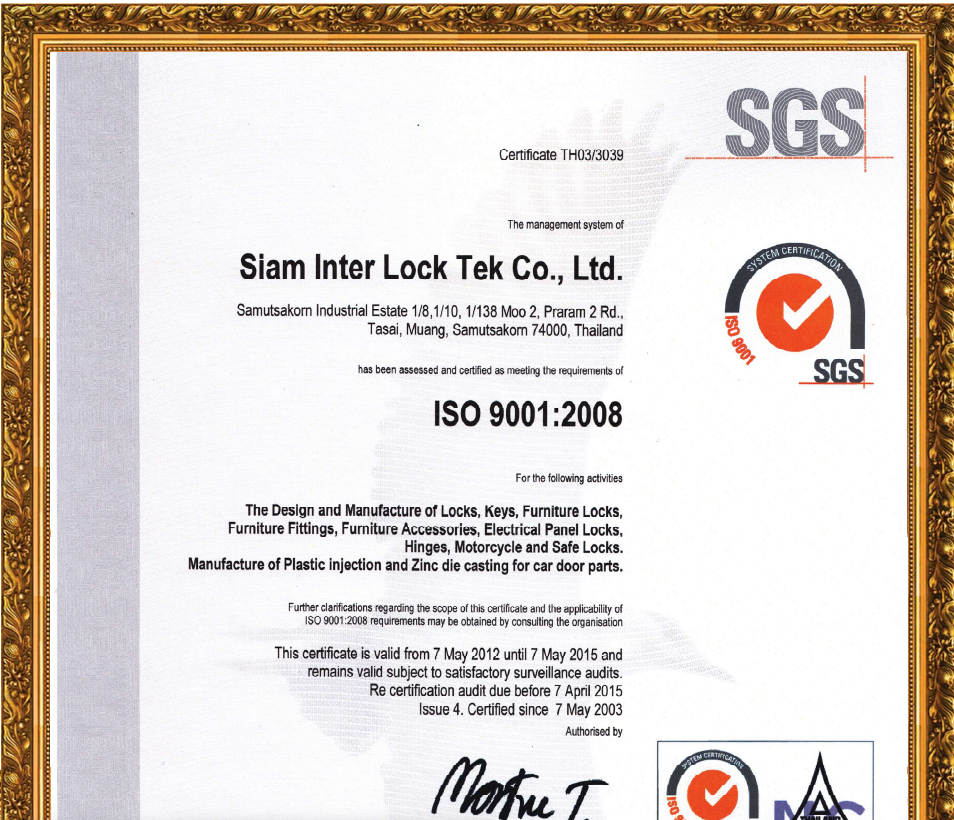 SGS
Certificate TH03/3039
The management system of
Siam Inter Lock Tek Co., Ltd.
Samutsakorn Industrial Estate 1/8,1/10, 1/138 Moo 2, Praram 2 Rd.,
Tasai, Muang, Samutsakorn 74000, Thailand
SYSTEM CERTIFICATION
ISO 9001
SGS
has been assessed and certified as meeting the requirements of
ISO 9001:2008
For the following activities
The Design and Manufacture of Locks, Keys, Furniture Locks,
Furniture Fittings, Furniture Accessories, Electrical Panel Locks,
Hinges, Motorcycle and Safe Locks.
Manufacture of Plastic injection and Zinc die casting for car door parts.
Further clarifications regarding the scope of this certificate and the applicability of
ISO 9001:2008 requirements may be obtained by consulting the organisation
This certificate is valid from 7 May 2012 until 7 May 2015 and
remains valid subject to satisfactory surveillance audits.
Re certification audit due before 7 April 2015
Issue 4. Certified since 7 May 2003
Authorised by
SYSTEM CERTIFICATION
ISO